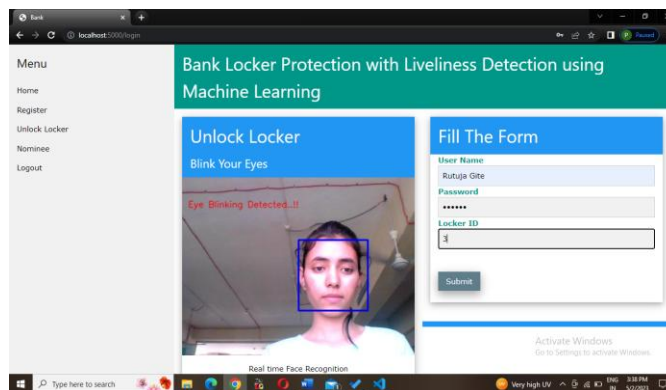 Bank
localhost:5000/login
Paused
Menu
Home
Register
Unlock Locker
Nominee
Logout
Bank Locker Protection with Liveliness Detection using
Machine Learning
Unlock Locker
Blink Your Eyes
Eye Blinking Detected..!!
Real time Face Recognition
Fill The Form
User Name
Rutuja Gite
Password
••••••
Locker ID
3
Submit
Activate Windows
Go to Settings to activate Windows.
Type here to search
Very high UV
ENG
IN
3:38 PM
5/2/2023